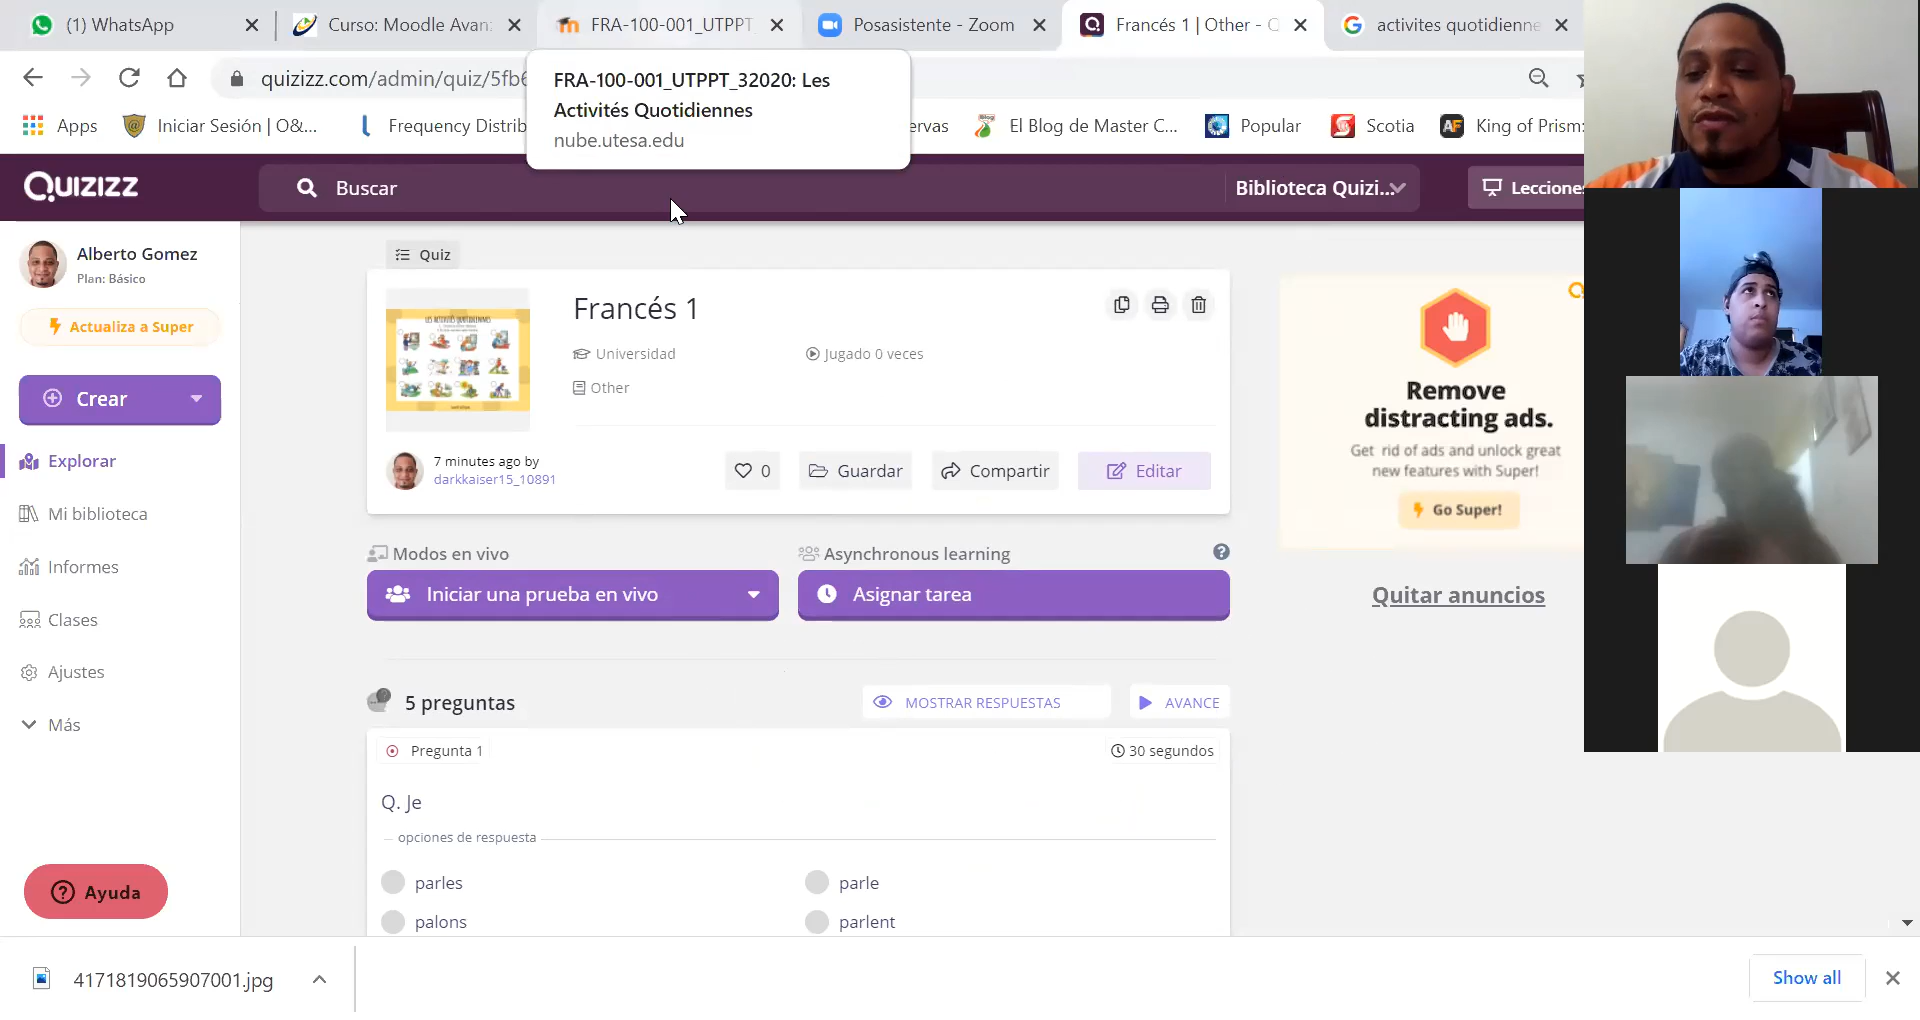 (1) WhatsApp
Curso: Moodle Avan
FRA-100-001_UTPPT
Posasistente - Zoom
Francés 1 | Other - Q
activites quotidienne
quizizz.com/admin/quiz/5fb6
FRA-100-001_UTPPT_32020: Les
Activités Quotidiennes
nube.utesa.edu
Apps
Iniciar Sesión | O&...
Frequency Distrib
ervas
El Blog de Master C...
Popular
Scotia
King of Prism:
Quizizz
Buscar
Biblioteca Quizi...
Lecciones
Alberto Gomez
Plan: Básico
Actualiza a Super
Crear
Explorar
Mi biblioteca
Informes
Clases
Ajustes
Más
Ayuda
Quiz
LES ACTIVITÉS QUOTIDIENNES
Francés 1
Universidad
Jugado 0 veces
Other
7 minutes ago by
darkkaiser15_10891
0
Guardar
Compartir
Editar
Modos en vivo
Iniciar una prueba en vivo
Asynchronous learning
Asignar tarea
5 preguntas
MOSTRAR RESPUESTAS
AVANCE
Pregunta 1
30 segundos
Q. Je
opciones de respuesta
parles
parle
palons
parlent
Remove
distracting ads.
Get rid of ads and unlock great
new features with Super!
Go Super!
Quitar anuncios
4171819065907001.jpg
Show all